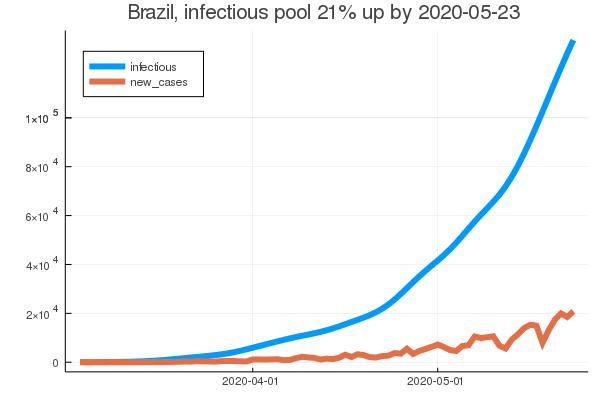 Brazil, infectious pool 21% up by 2020-05-23
infectious
new_cases
1×10 5
8×10 4
6×10 4
4×10 4
2×10 4
0
2020-04-01 2020-05-01